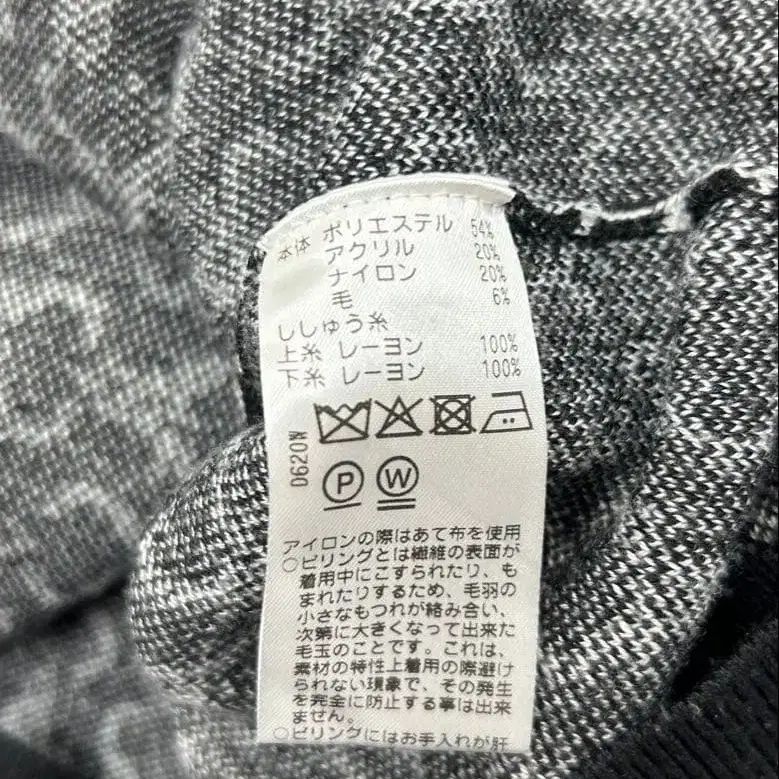 本体 ポリエステル 54%
アクリル 20%
ナイロン 20%
毛 6%
ししゅう糸
上糸 レーヨン 100%
下糸 レーヨン 100%
D620W
P W
アイロンの際はあて布を使用
○ピリングとは繊維の表面が
着用中にこすられたり、も
まれたりするため、毛羽の
小さなもつれが絡み合い、
次第に大きくなって出来た
毛玉のことです。これは、
素材の特性上着用の際避け
られない現象で、その発生
を完全に防止する事は出来
ません。
○ピリングにはお手入れが肝